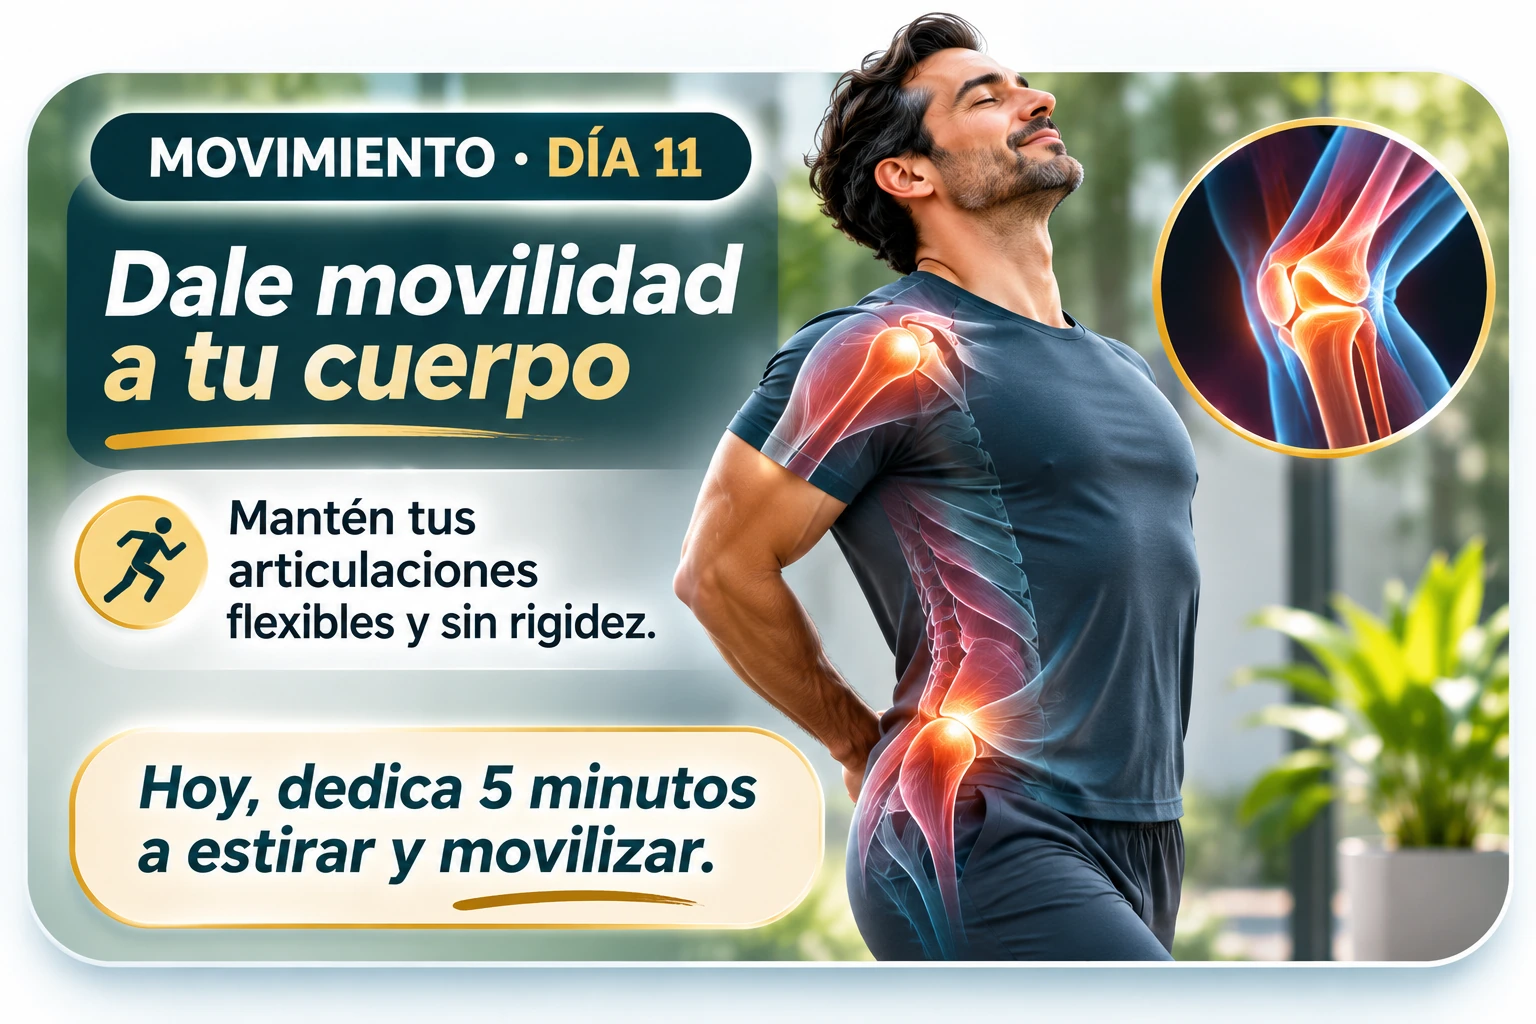 MOVIMIENTO · DÍA 11
Dale movilidad
a tu cuerpo
Mantén tus
articulaciones
flexibles y sin rigidez.
Hoy, dedica 5 minutos
a estirar y movilizar.